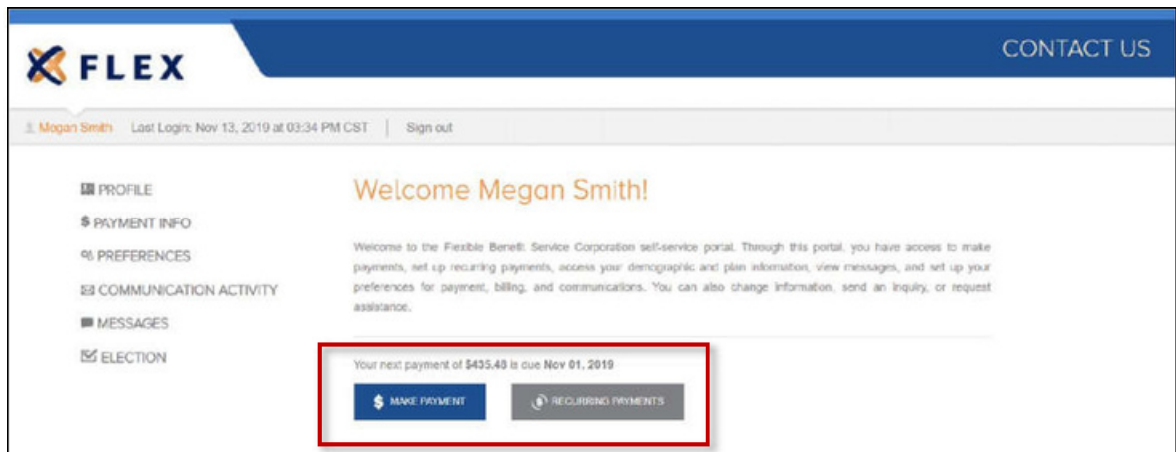 CONTACT US
FLEX
Megan Smith Last Login: Nov 13, 2019 at 03:34 PM CST | Sign out
PROFILE
$ PAYMENT INFO
PREFERENCES
COMMUNICATION ACTIVITY
MESSAGES
ELECTION
Welcome Megan Smith!
Welcome to the Flexible Benefit Service Corporation self-service portal. Through this portal, you have access to make
payments, set up recurring payments, access your demographic and plan information, view messages, and set up your
preferences for payment, billing, and communications. You can also change information, send an inquiry, or request
assistance.
Your next payment of $435.48 is due Nov 01, 2019
$ MAKE PAYMENT
RECURRING PAYMENTS